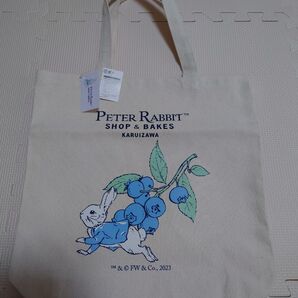 PETER RABBIT™
SHOP & BAKES
KARUIZAWA
™ & © FW & Co., 2023